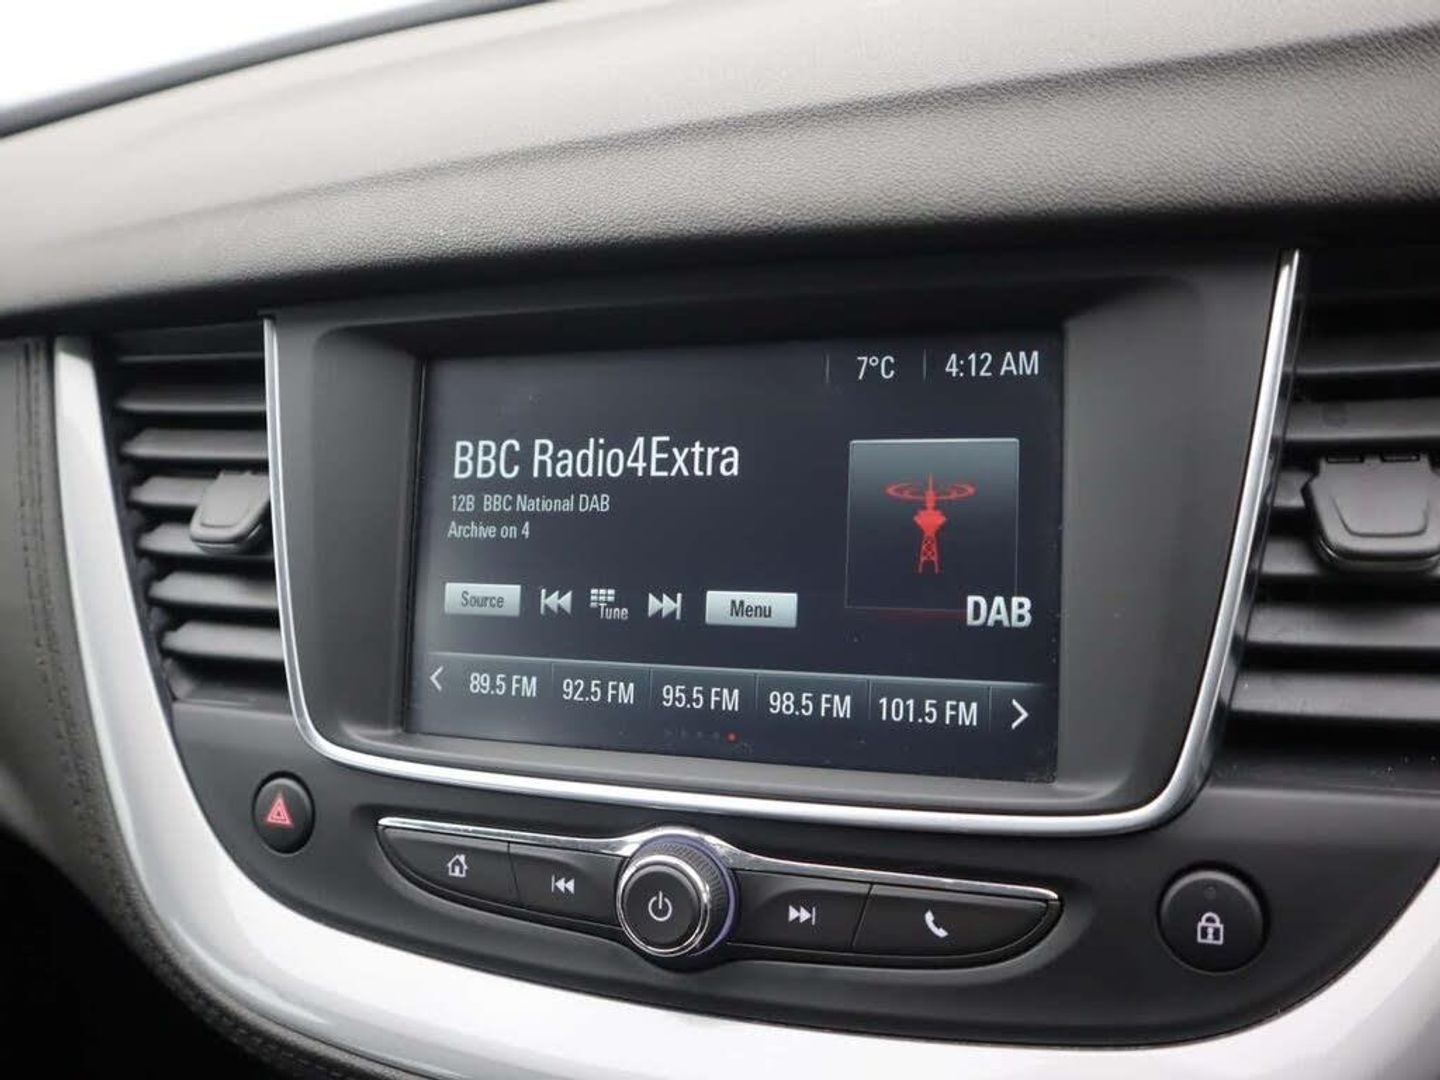 7°C 4:12 AM
BBC Radio4Extra
12B BBC National DAB
Archive on 4
Source Tune Menu
DAB
89.5 FM 92.5 FM 95.5 FM 98.5 FM 101.5 FM